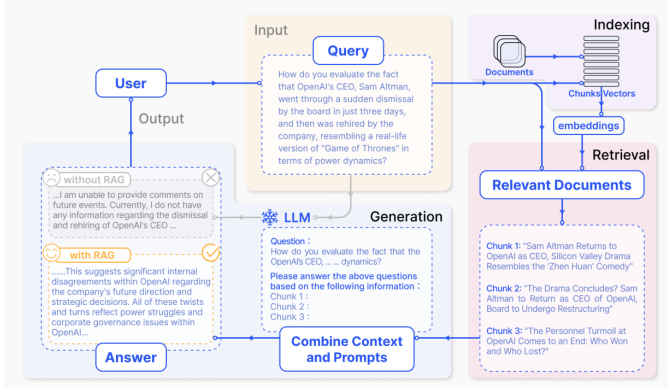 Input
Indexing
Query
Documents
Chunks Vectors
User
How do you evaluate the fact
that OpenAI's CEO, Sam Altman,
went through a sudden dismissal
by the board in just three days,
and then was rehired by the
company, resembling a real-life
version of "Game of Thrones" in
terms of power dynamics?
Output
embeddings
Retrieval
without RAG
...I am unable to provide comments on
future events. Currently, I do not have
any information regarding the dismissal
and rehiring of OpenAI's CEO ...
with RAG
......This suggests significant internal
disagreements within OpenAI regarding
the company's future direction and
strategic decisions. All of these twists
and turns reflect power struggles and
corporate governance issues within
OpenAI...
Answer
LLM
Generation
Question :
How do you evaluate the fact that the
OpenAI's CEO, ... ... dynamics?
Please answer the above questions
based on the following information :
Chunk 1 :
Chunk 2 :
Chunk 3 :
Combine Context
and Prompts
Relevant Documents
Chunk 1: "Sam Altman Returns to
OpenAI as CEO, Silicon Valley Drama
Resembles the 'Zhen Huan' Comedy"
Chunk 2: "The Drama Concludes? Sam
Altman to Return as CEO of OpenAI,
Board to Undergo Restructuring"
Chunk 3: "The Personnel Turmoil at
OpenAI Comes to an End: Who Won
and Who Lost?"